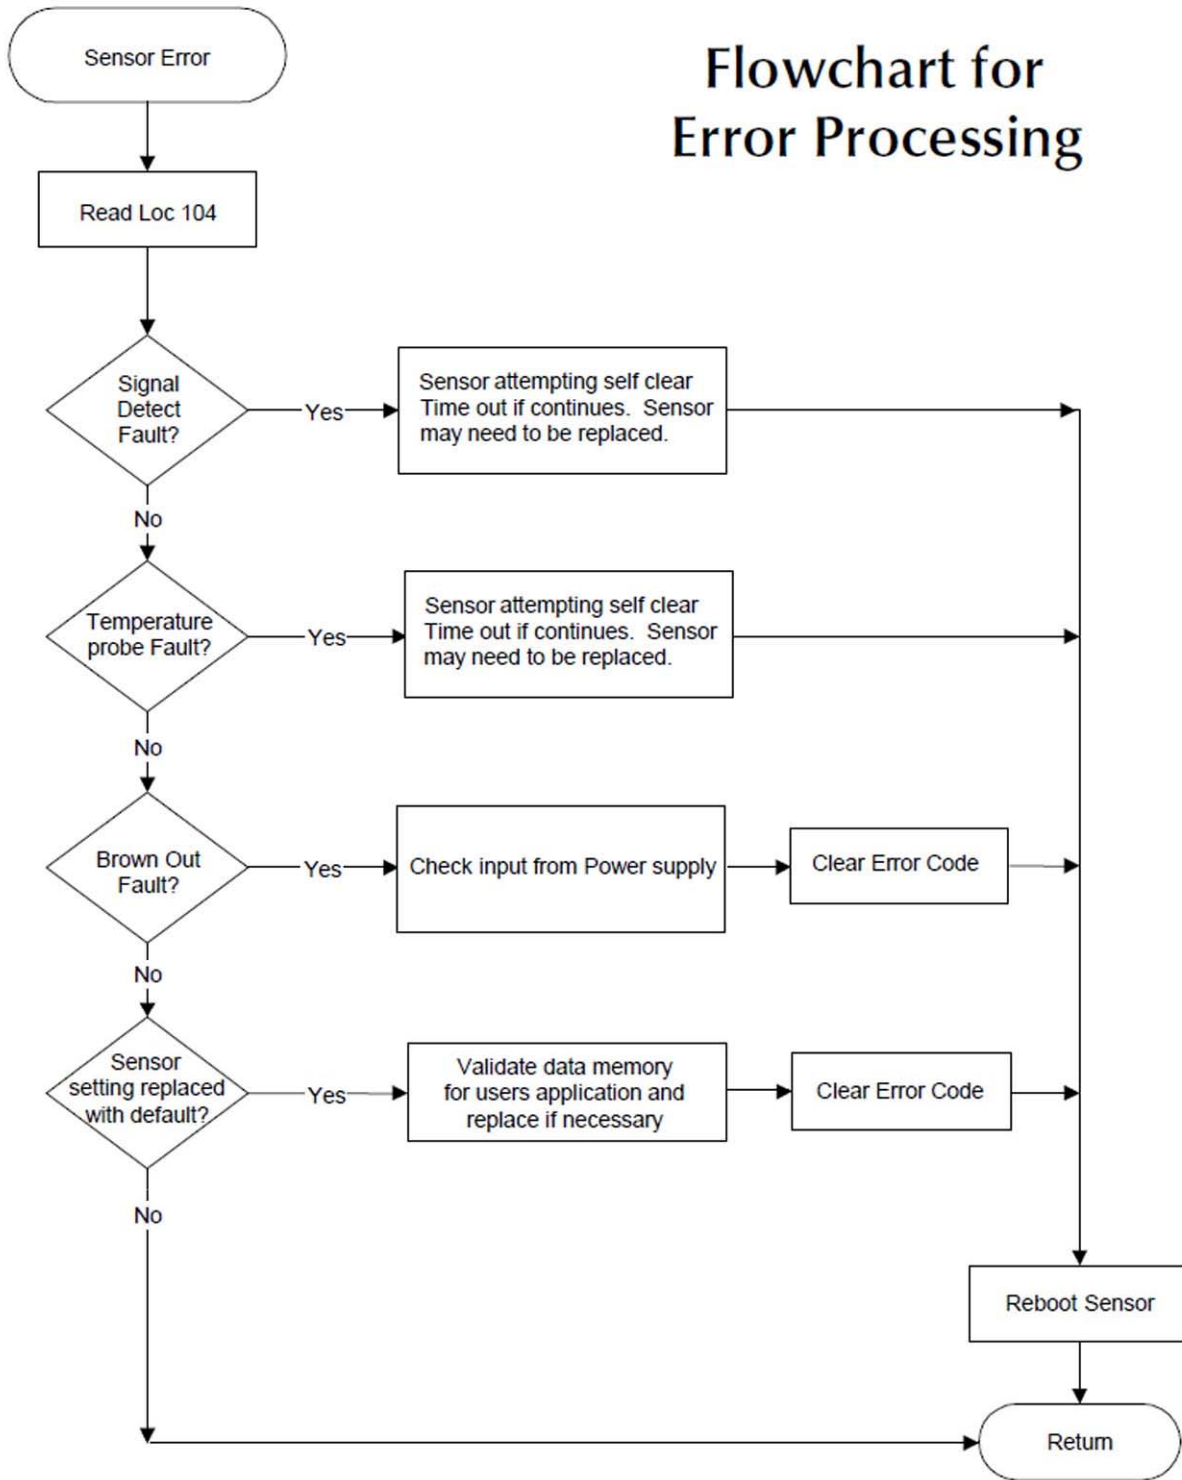 Sensor Error
Flowchart for
Error Processing
Read Loc 104
Signal
Detect
Fault?
Yes
Sensor attempting self clear
Time out if continues.  Sensor
may need to be replaced.
No
Temperature
probe Fault?
Yes
Sensor attempting self clear
Time out if continues.  Sensor
may need to be replaced.
No
Brown Out
Fault?
Yes
Check input from Power supply
Clear Error Code
No
Sensor
setting replaced
with default?
Yes
Validate data memory
for users application and
replace if necessary
Clear Error Code
No
Reboot Sensor
Return